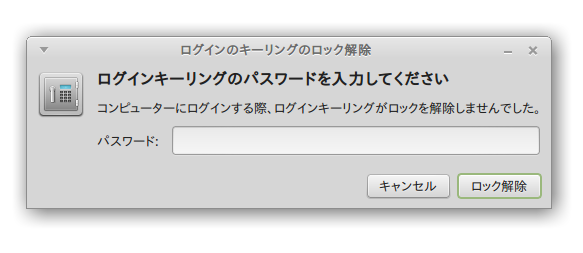 ログインのキーリングのロック解除
ログインキーリングのパスワードを入力してください
コンピューターにログインする際、ログインキーリングがロックを解除しませんでした。
パスワード:
キャンセル ロック解除